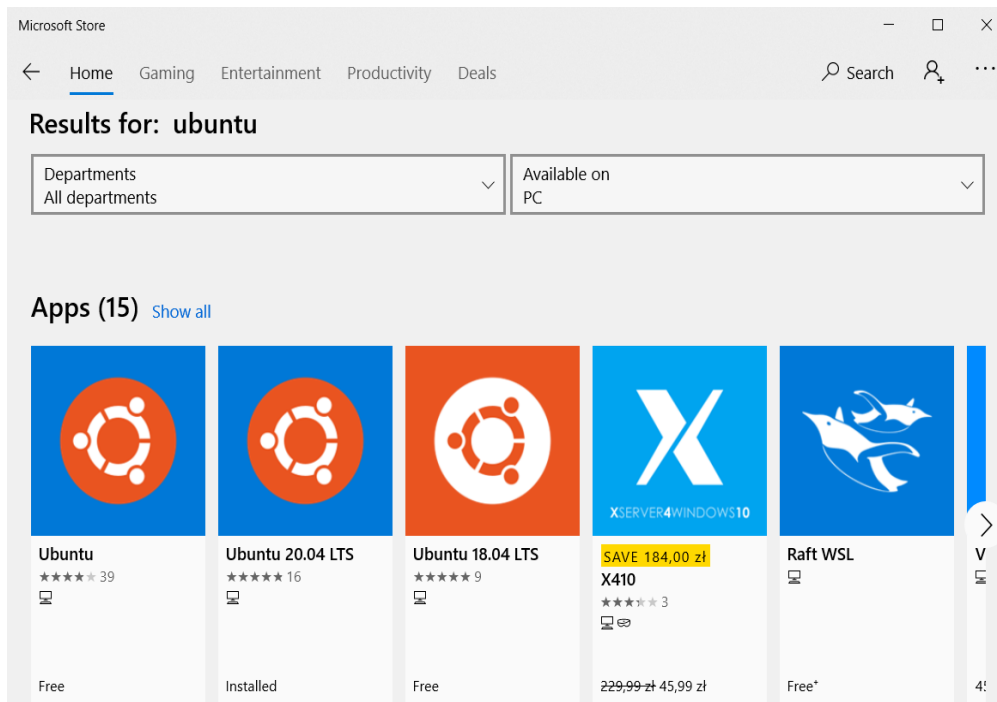 Microsoft Store
Home Gaming Entertainment Productivity Deals Search
Results for: ubuntu
Departments
All departments
Available on
PC
Apps (15) Show all
XSERVER4WINDOWS10
Ubuntu
39
Free
Ubuntu 20.04 LTS
16
Installed
Ubuntu 18.04 LTS
9
Free
SAVE 184,00 zł
X410
3
229,99 zł 45,99 zł
Raft WSL
Free+